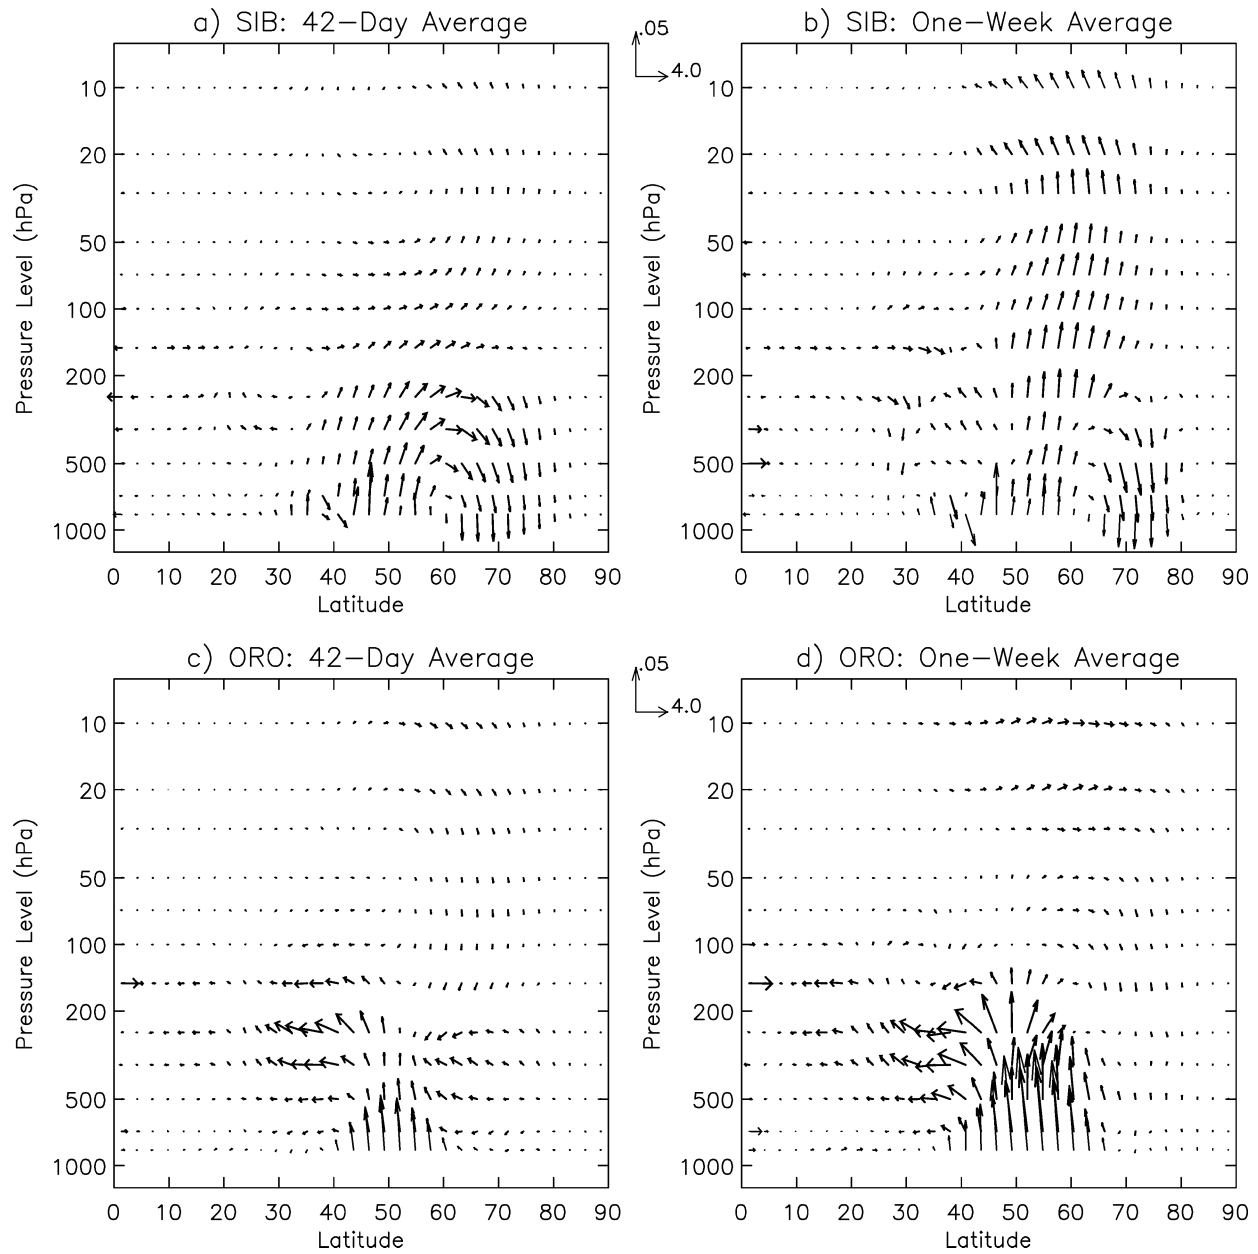 a) SIB: 42-Day Average
.05
4.0
b) SIB: One-Week Average
Pressure Level (hPa)
10
20
50
100
200
500
1000
0 10 20 30 40 50 60 70 80 90
Latitude
Pressure Level (hPa)
10
20
50
100
200
500
1000
0 10 20 30 40 50 60 70 80 90
Latitude
c) ORO: 42-Day Average
.05
4.0
d) ORO: One-Week Average
Pressure Level (hPa)
10
20
50
100
200
500
1000
0 10 20 30 40 50 60 70 80 90
Latitude
Pressure Level (hPa)
10
20
50
100
200
500
1000
0 10 20 30 40 50 60 70 80 90
Latitude